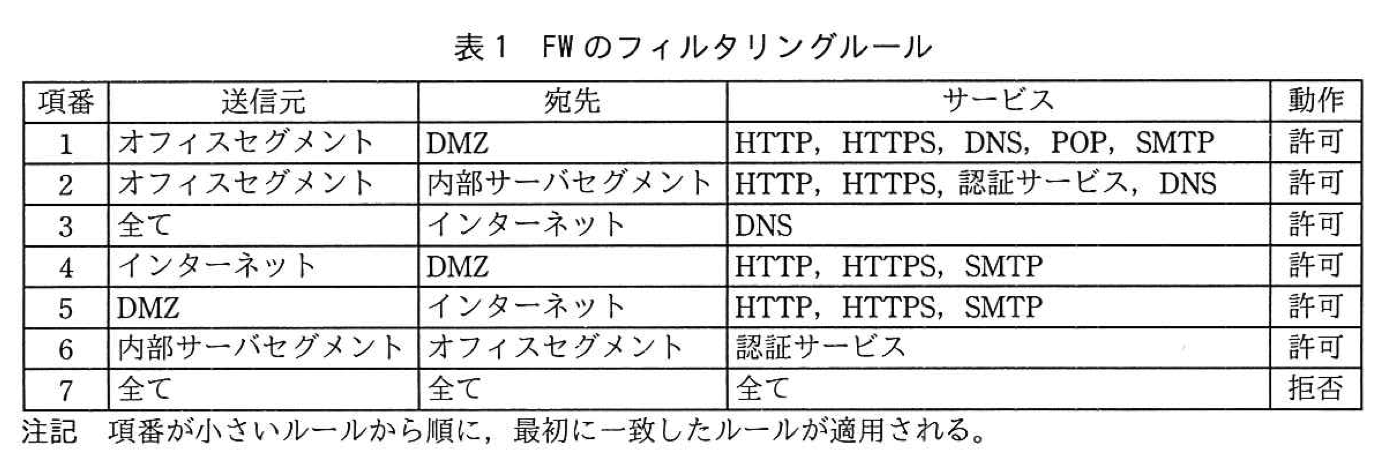 表1 FWのフィルタリングルール
項番 送信元 宛先 サービス 動作
1 オフィスセグメント DMZ HTTP，HTTPS，DNS，POP，SMTP 許可
2 オフィスセグメント 内部サーバセグメント HTTP，HTTPS，認証サービス，DNS 許可
3 全て インターネット DNS 許可
4 インターネット DMZ HTTP，HTTPS，SMTP 許可
5 DMZ インターネット HTTP，HTTPS，SMTP 許可
6 内部サーバセグメント オフィスセグメント 認証サービス 許可
7 全て 全て 全て 拒否
注記 項番が小さいルールから順に，最初に一致したルールが適用される。